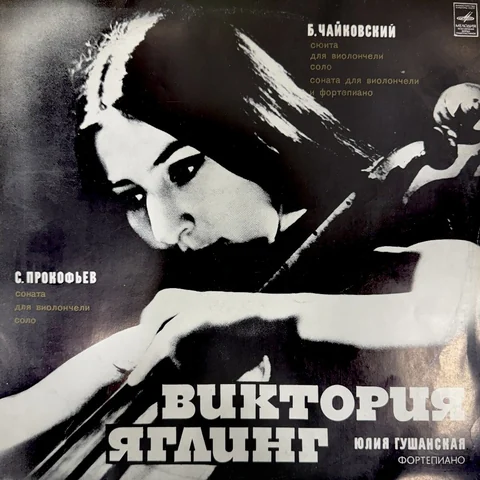 Б. ЧАЙКОВСКИЙ
сюита
для виолончели
соло
соната для виолончели
и фортепиано
МЕЛОДИЯ
С. ПРОКОФЬЕВ
соната
для виолончели
соло
ВИКТОРИЯ
ЯГЛИНГ
ЮЛИЯ ГУШАНСКАЯ
ФОРТЕПИАНО